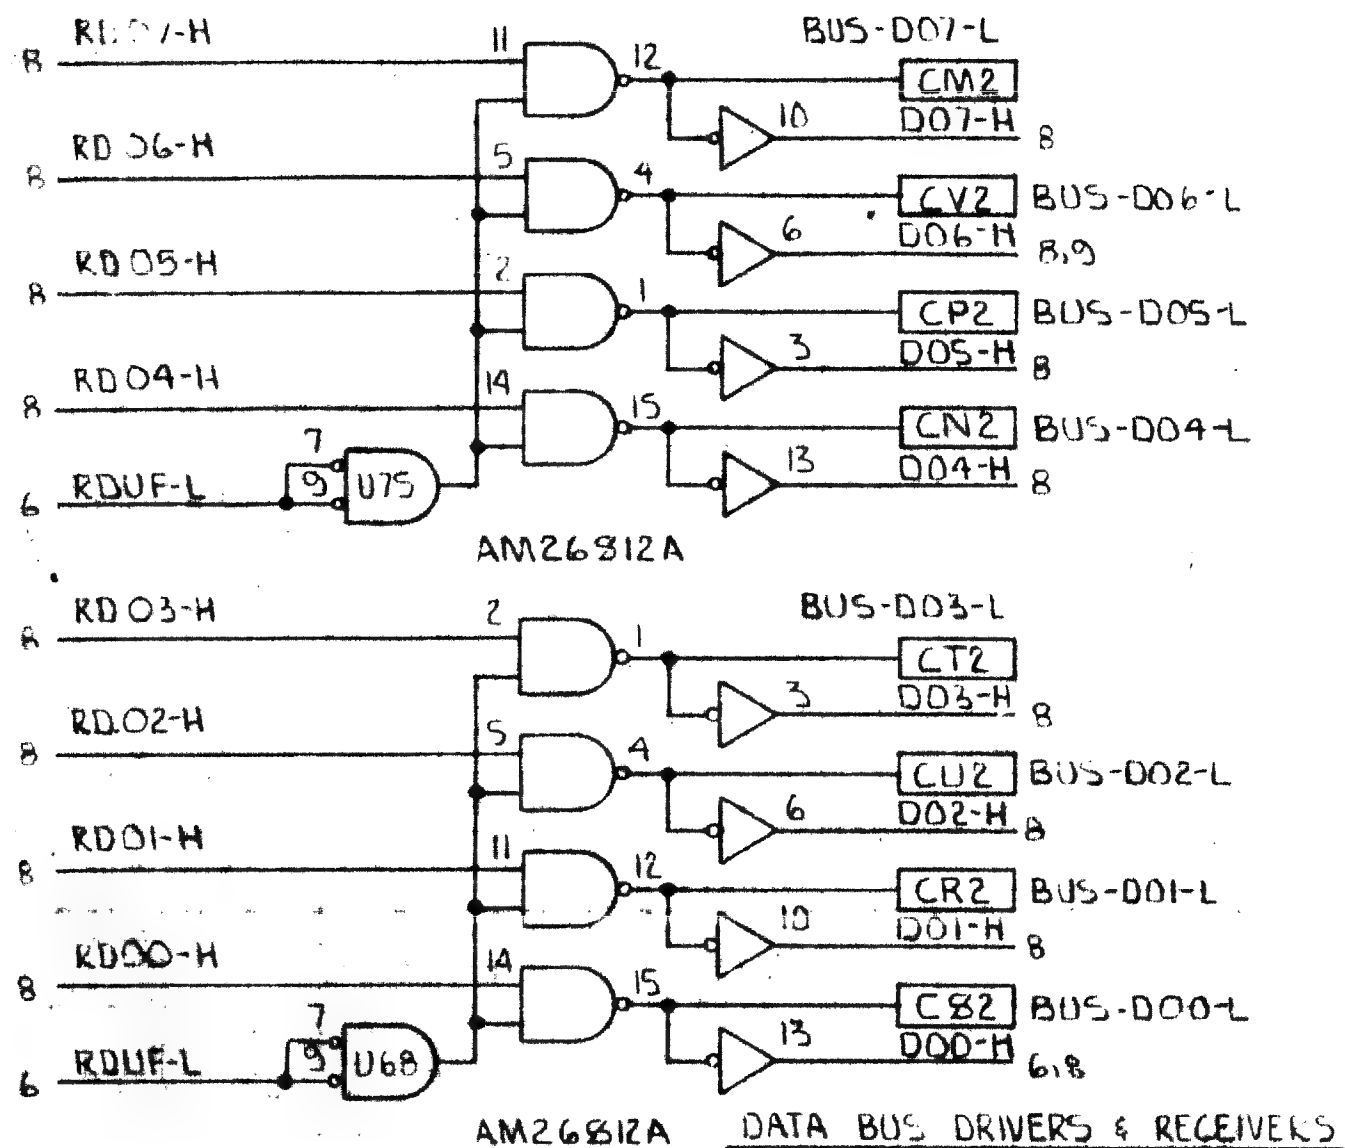 RD07-H 11 12 BUS-D07-L
8 CM2
10 D07-H 8
RD06-H 5 4
8 CV2 BUS-D06-L
6 D06-H 8,9
RD05-H 2 1
8 CP2 BUS-D05-L
3 D05-H 8
RD04-H 14 15
8 CN2 BUS-D04-L
7 13 D04-H 8
RDUF-L 9 U75
6
AM26S12A
RD03-H 2 1 BUS-D03-L
8 CT2
3 D03-H 8
RD02-H 5 4
8 CU2 BUS-D02-L
6 D02-H 8
RD01-H 11 12
8 CR2 BUS-D01-L
10 D01-H 8
RD00-H 14 15
8 CS2 BUS-D00-L
7 13 D00-H 6,8
RDUF-L 9 U68
6
AM26S12A DATA BUS DRIVERS & RECEIVERS